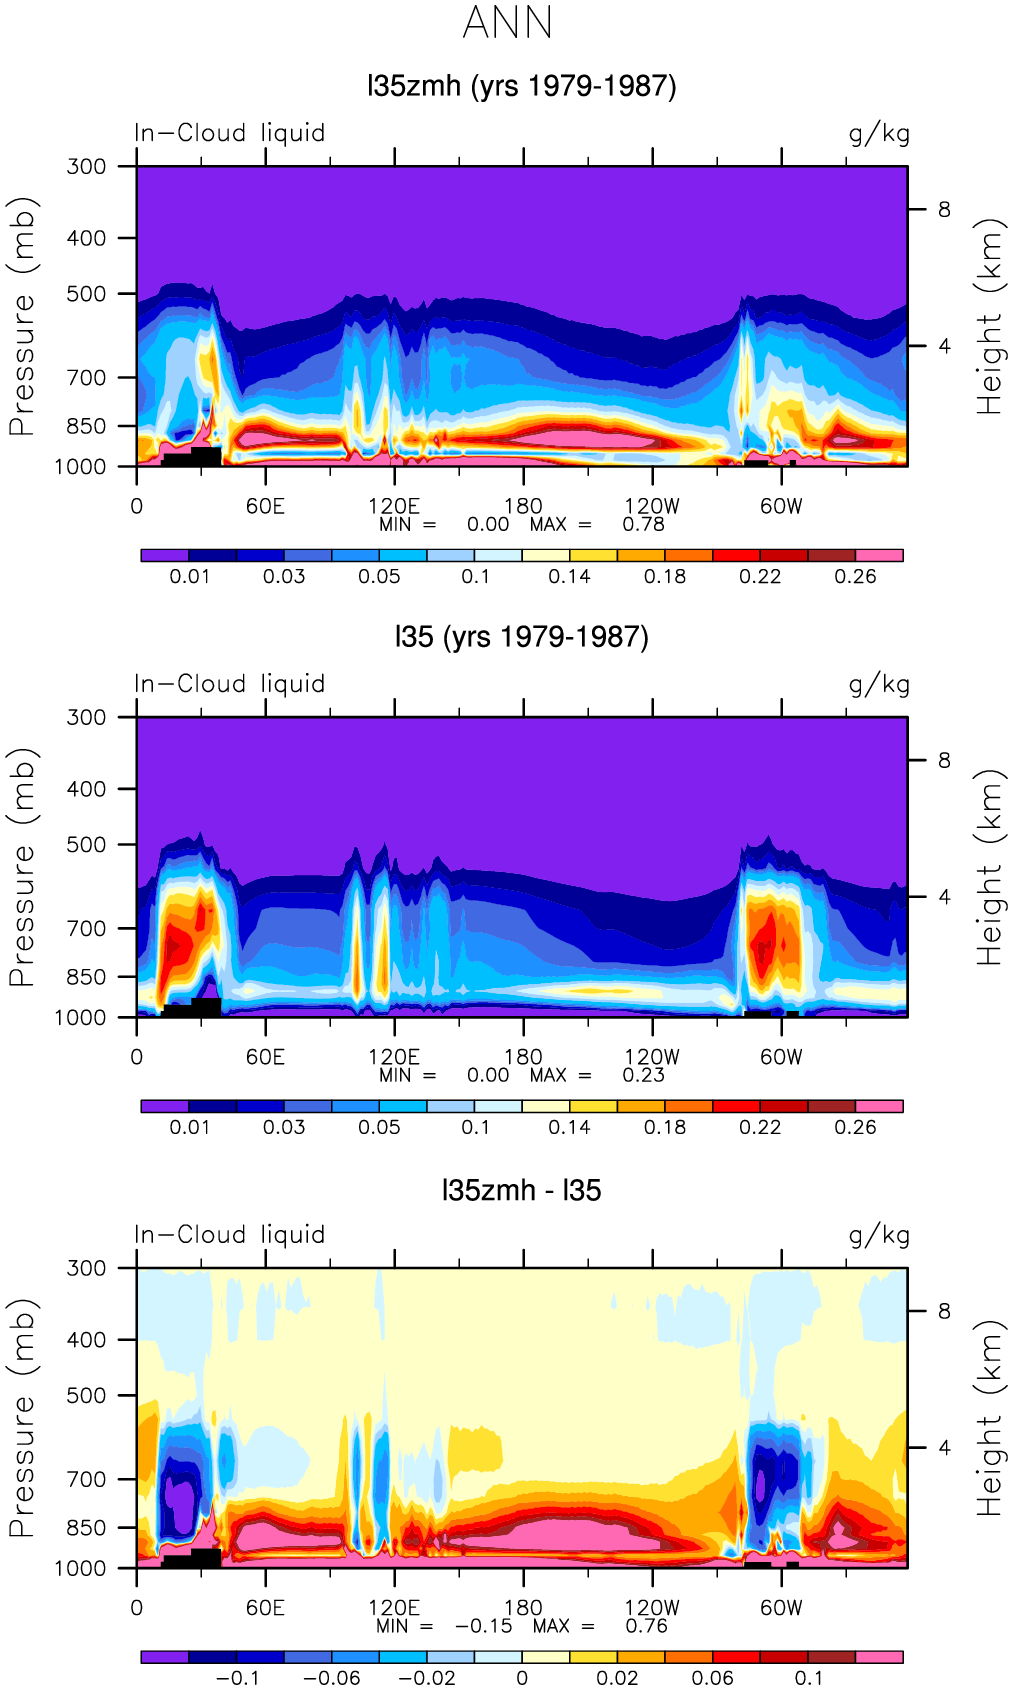 ANN
l35zmh (yrs 1979-1987)
In-Cloud liquid g/kg
300
400
500
700
850
1000
Pressure (mb)
8
4
Height (km)
0 60E 120E 180 120W 60W
MIN = 0.00 MAX = 0.78
0.01 0.03 0.05 0.1 0.14 0.18 0.22 0.26
l35 (yrs 1979-1987)
In-Cloud liquid g/kg
300
400
500
700
850
1000
Pressure (mb)
8
4
Height (km)
0 60E 120E 180 120W 60W
MIN = 0.00 MAX = 0.23
0.01 0.03 0.05 0.1 0.14 0.18 0.22 0.26
l35zmh - l35
In-Cloud liquid g/kg
300
400
500
700
850
1000
Pressure (mb)
8
4
Height (km)
0 60E 120E 180 120W 60W
MIN = -0.15 MAX = 0.76
-0.1 -0.06 -0.02 0 0.02 0.06 0.1